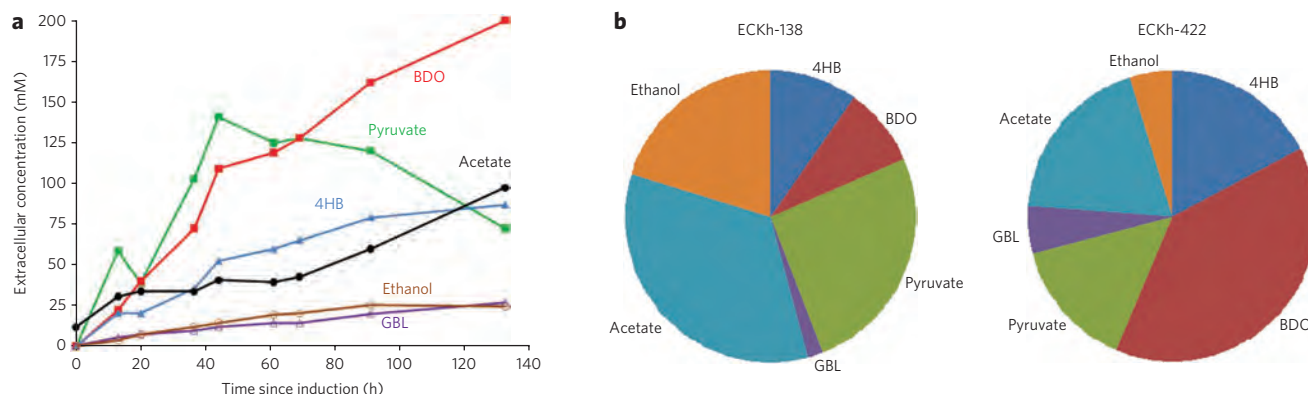 a
200
175
150
125
100
75
50
25
0
Extracellular concentration (mM)
0 20 40 60 80 100 120 140
Time since induction (h)
BDO
Pyruvate
Acetate
4HB
Ethanol
GBL
b
ECKh-138
4HB
BDO
Pyruvate
GBL
Acetate
Ethanol
ECKh-422
Ethanol
4HB
Acetate
GBL
Pyruvate
BDO